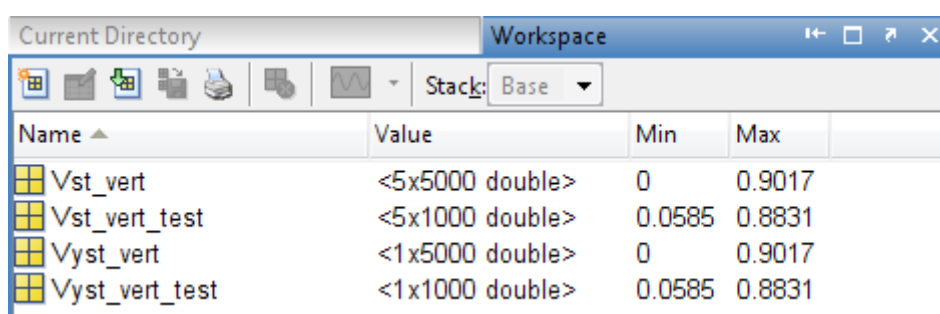 Current Directory Workspace
Stack: Base
Name Value Min Max
Vst_vert <5x5000 double> 0 0.9017
Vst_vert_test <5x1000 double> 0.0585 0.8831
Vyst_vert <1x5000 double> 0 0.9017
Vyst_vert_test <1x1000 double> 0.0585 0.8831